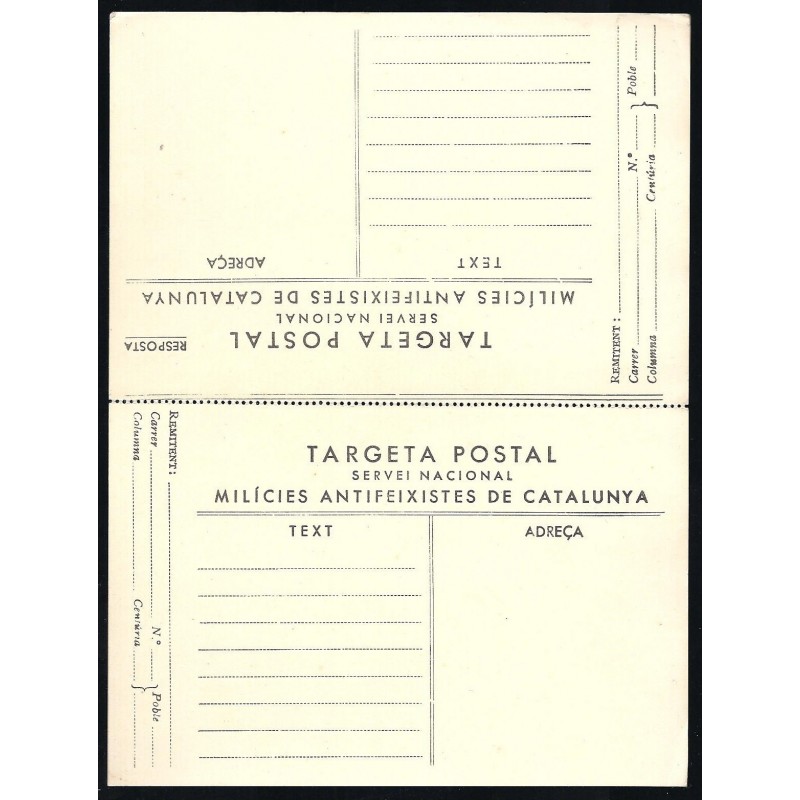 RESPOSTA
TARGETA POSTAL
SERVEI NACIONAL
MILÍCIES ANTIFEIXISTES DE CATALUNYA
TEXT
ADREÇA
REMITENT:
Carrer N.º Poble
Columna Centúria
TARGETA POSTAL
SERVEI NACIONAL
MILÍCIES ANTIFEIXISTES DE CATALUNYA
TEXT
ADREÇA
REMITENT:
Carrer N.º Poble
Columna Centúria